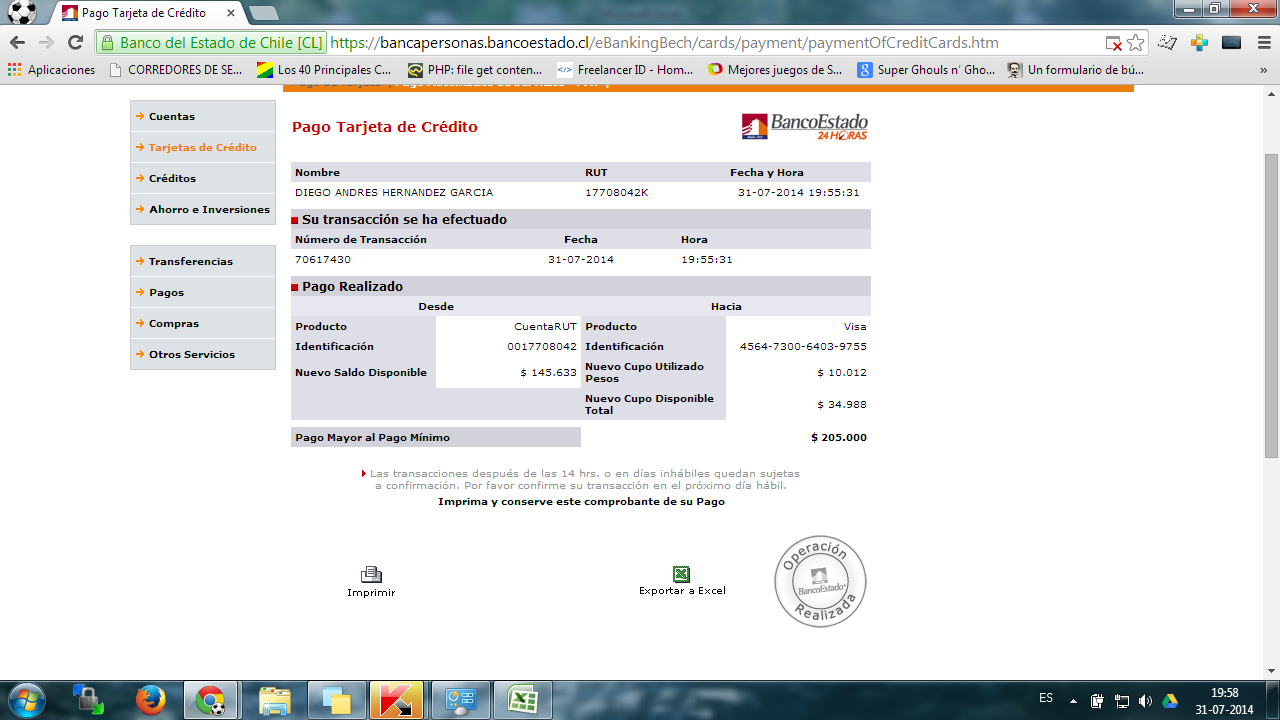 Pago Tarjeta de Crédito
Banco del Estado de Chile [CL] https://bancapersonas.bancoestado.cl/eBankingBech/cards/payment/paymentOfCreditCards.htm
Aplicaciones CORREDORES DE SE... Los 40 Principales C... PHP: file get conten... Freelancer ID - Hom... Mejores juegos de S... Super Ghouls n' Gho... Un formulario de bú... »
Cuentas
Tarjetas de Crédito
Créditos
Ahorro e Inversiones
Transferencias
Pagos
Compras
Otros Servicios
Pago Tarjeta de Crédito
BancoEstado
24 HORAS
Nombre RUT Fecha y Hora
DIEGO ANDRES HERNANDEZ GARCIA 17708042K 31-07-2014 19:55:31
Su transacción se ha efectuado
Número de Transacción Fecha Hora
70617430 31-07-2014 19:55:31
Pago Realizado
Desde Hacia
Producto CuentaRUT Producto Visa
Identificación 0017708042 Identificación 4564-7300-6403-9755
Nuevo Saldo Disponible $ 145.633 Nuevo Cupo Utilizado Pesos $ 10.012
Nuevo Cupo Disponible Total $ 34.988
Pago Mayor al Pago Mínimo $ 205.000
Las transacciones después de las 14 hrs. o en días inhábiles quedan sujetas
a confirmación. Por favor confirme su transacción en el próximo día hábil.
Imprima y conserve este comprobante de su Pago
Imprimir
Exportar a Excel
Operación
BancoEstado
Realizada
ES
19:58
31-07-2014